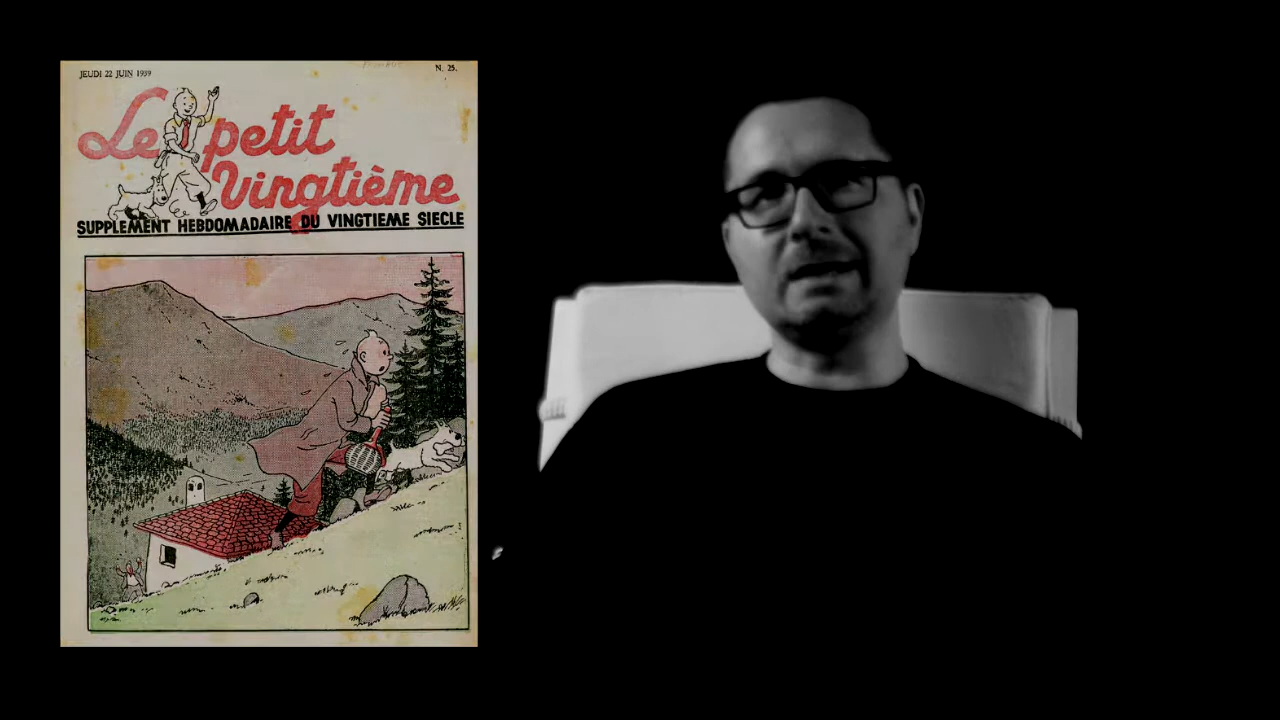 JEUDI 22 JUIN 1939
N. 25.
Le petit
Vingtième
SUPPLEMENT HEBDOMADAIRE DU VINGTIEME SIECLE